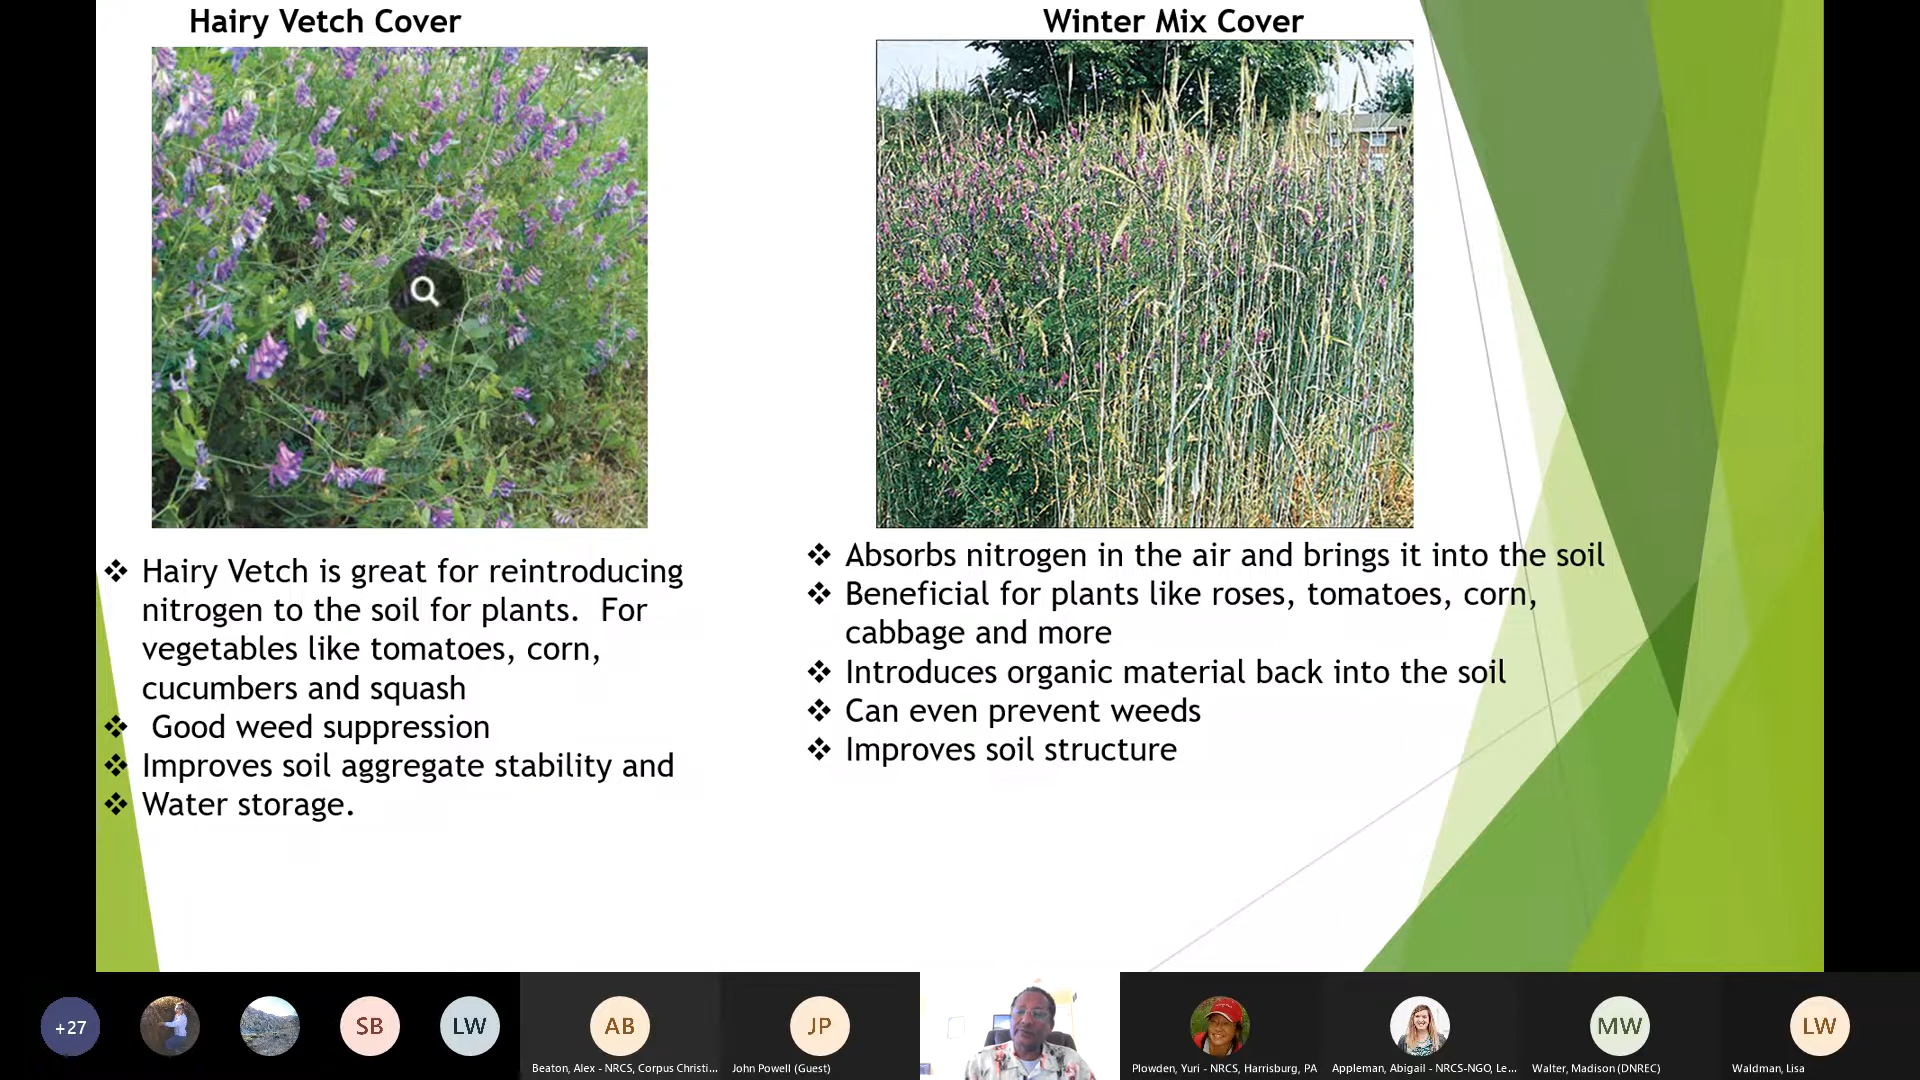 Hairy Vetch Cover
Winter Mix Cover
❖ Hairy Vetch is great for reintroducing
nitrogen to the soil for plants.  For
vegetables like tomatoes, corn,
cucumbers and squash
❖ Good weed suppression
❖ Improves soil aggregate stability and
❖ Water storage.
❖ Absorbs nitrogen in the air and brings it into the soil
❖ Beneficial for plants like roses, tomatoes, corn,
cabbage and more
❖ Introduces organic material back into the soil
❖ Can even prevent weeds
❖ Improves soil structure
+27
SB
LW
AB
Beaton, Alex - NRCS, Corpus Christi...
JP
John Powell (Guest)
Plowden, Yuri - NRCS, Harrisburg, PA
Appleman, Abigail - NRCS-NGO, Le...
MW
Walter, Madison (DNREC)
LW
Waldman, Lisa